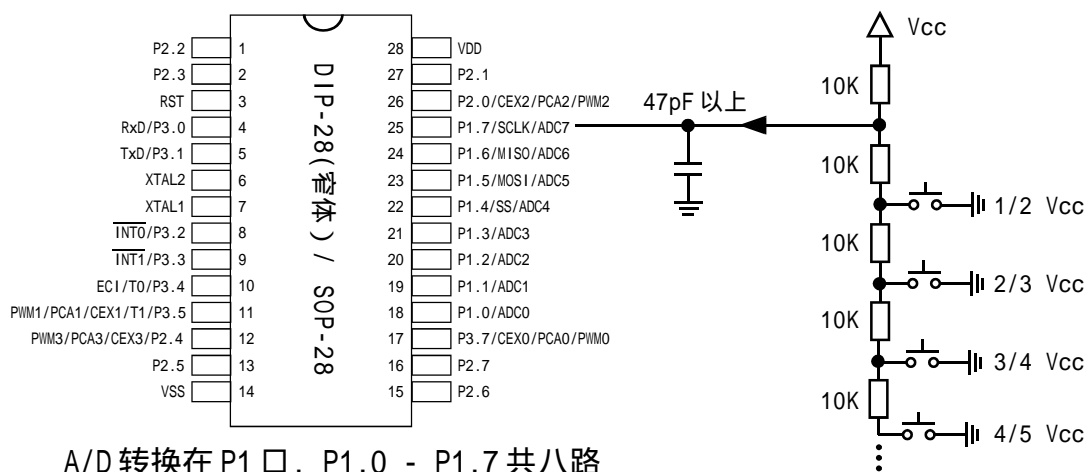 Vcc
10K
P2.2 1 28 VDD
P2.3 2 27 P2.1
RST 3 26 P2.0/CEX2/PCA2/PWM2
47pF 以上
RxD/P3.0 4 25 P1.7/SCLK/ADC7
TxD/P3.1 5 24 P1.6/MISO/ADC6
10K
XTAL2 6 23 P1.5/MOSI/ADC5
XTAL1 7 22 P1.4/SS/ADC4
1/2 Vcc
INT0/P3.2 8 21 P1.3/ADC3
10K
INT1/P3.3 9 20 P1.2/ADC2
ECI/T0/P3.4 10 19 P1.1/ADC1
2/3 Vcc
PWM1/PCA1/CEX1/T1/P3.5 11 18 P1.0/ADC0
10K
PWM3/PCA3/CEX3/P2.4 12 17 P3.7/CEX0/PCA0/PWM0
P2.5 13 16 P2.7
3/4 Vcc
VSS 14 15 P2.6
10K
4/5 Vcc
DIP-28(窄体) / SOP-28
A/D 转换在 P1 口, P1.0 - P1.7 共八路